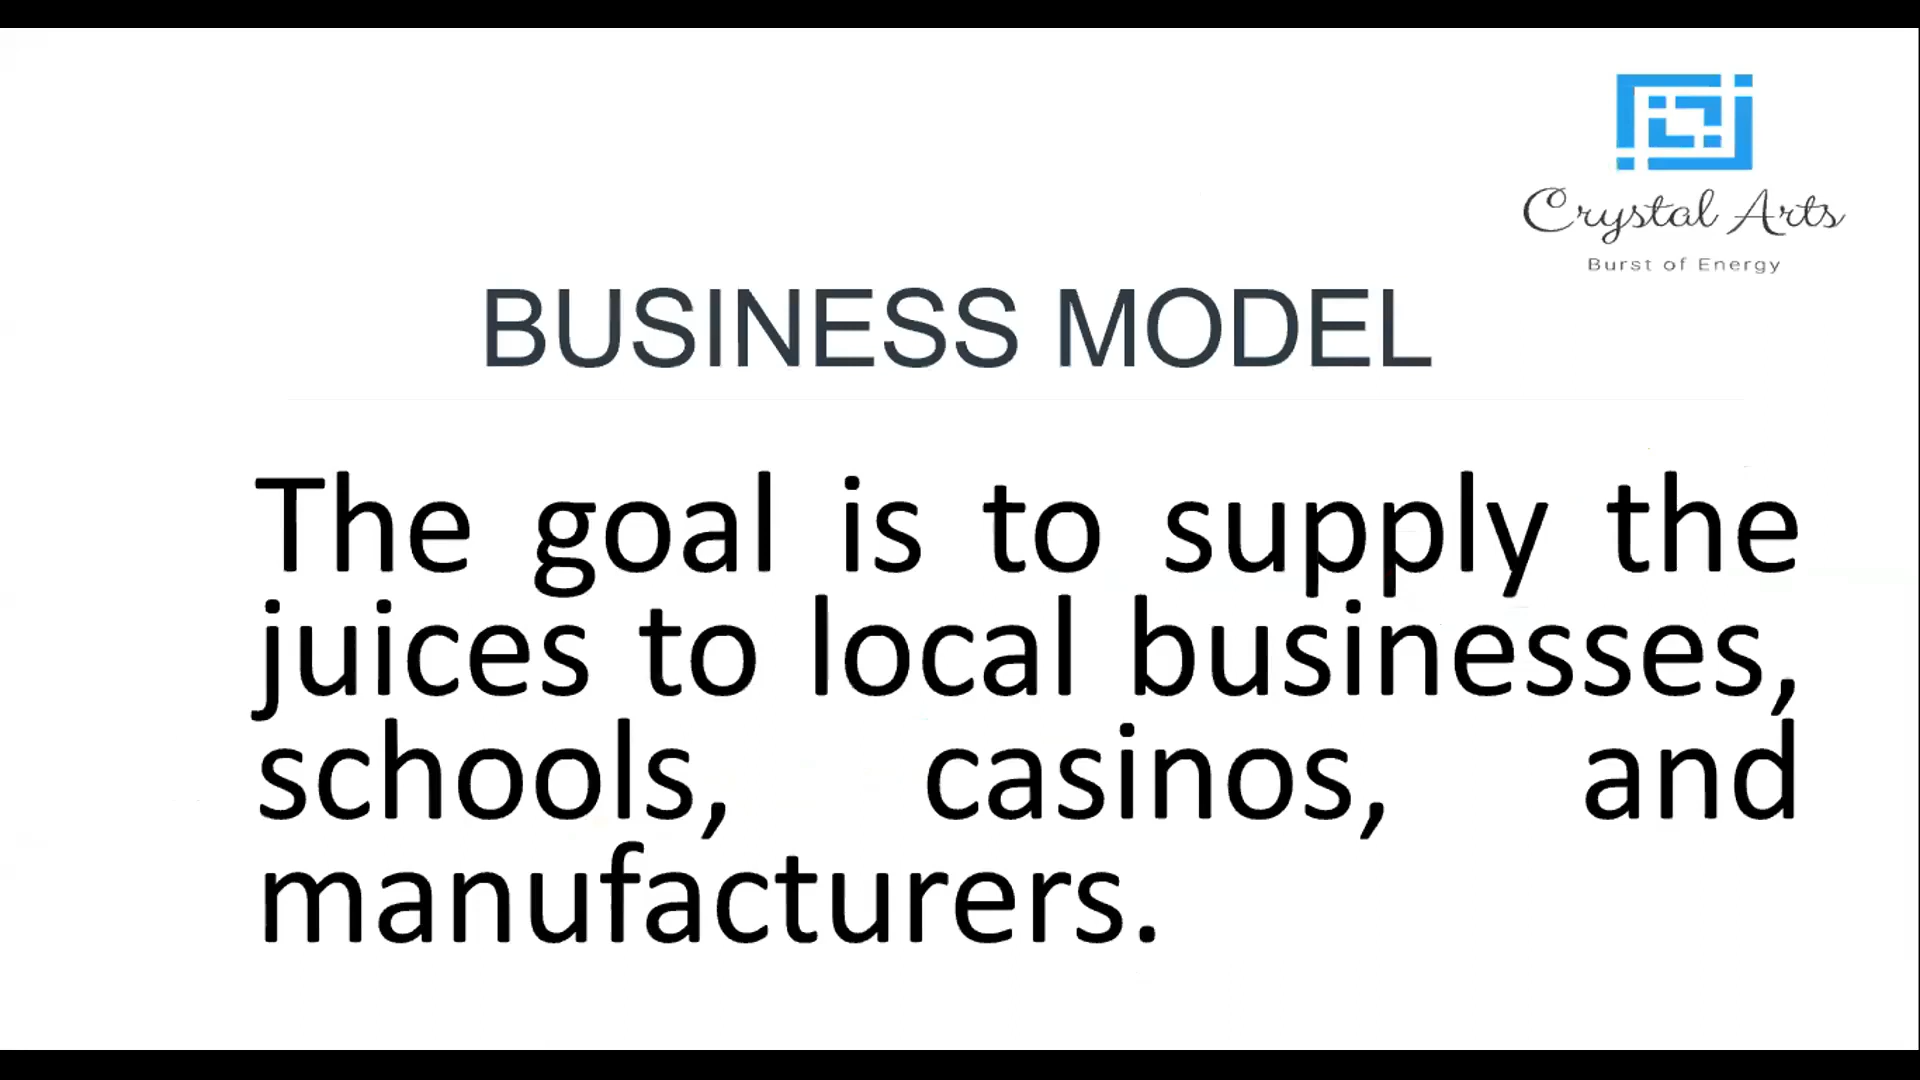 Crystal Arts
Burst of Energy
BUSINESS MODEL
The goal is to supply the
juices to local businesses,
schools, casinos, and
manufacturers.